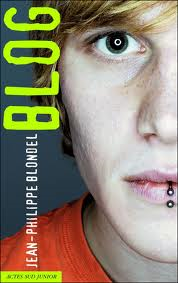 BLOG
JEAN-PHILIPPE BLONDEL
ACTES SUD JUNIOR